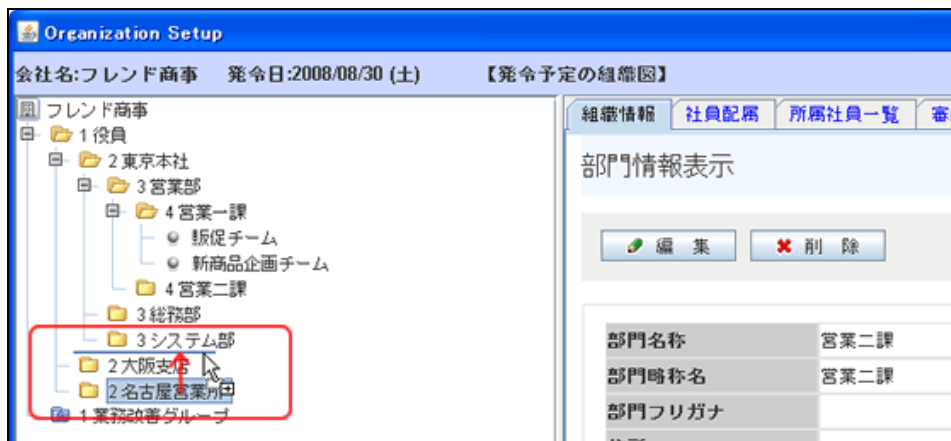 Organization Setup
会社名:フレンド商事 発令日:2008/08/30 (土) 【発令予定の組織図】
フレンド商事
1 役員
2 東京本社
3 営業部
4 営業一課
販促チーム
新商品企画チーム
4 営業二課
3 総務部
3 システム部
2 大阪支店
2 名古屋営業所
1 業務改善グループ
組織情報 社員配属 所属社員一覧 審
部門情報表示
編 集 削 除
部門名称 営業二課
部門略称名 営業二課
部門フリガナ